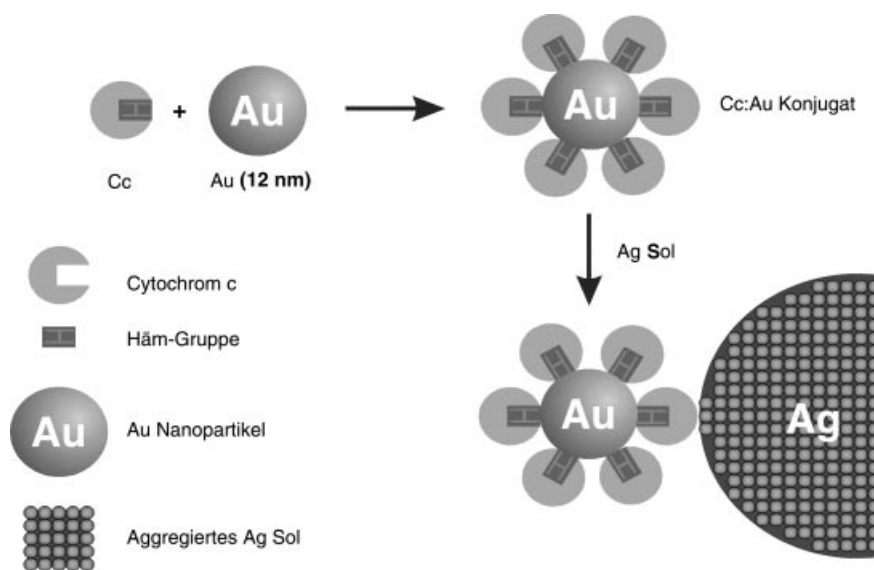 Cc
+
Au
Au (12 nm)
Au
Cc:Au Konjugat
Ag Sol
Cytochrom c
Häm-Gruppe
Au
Au Nanopartikel
Aggregiertes Ag Sol
Au
Ag